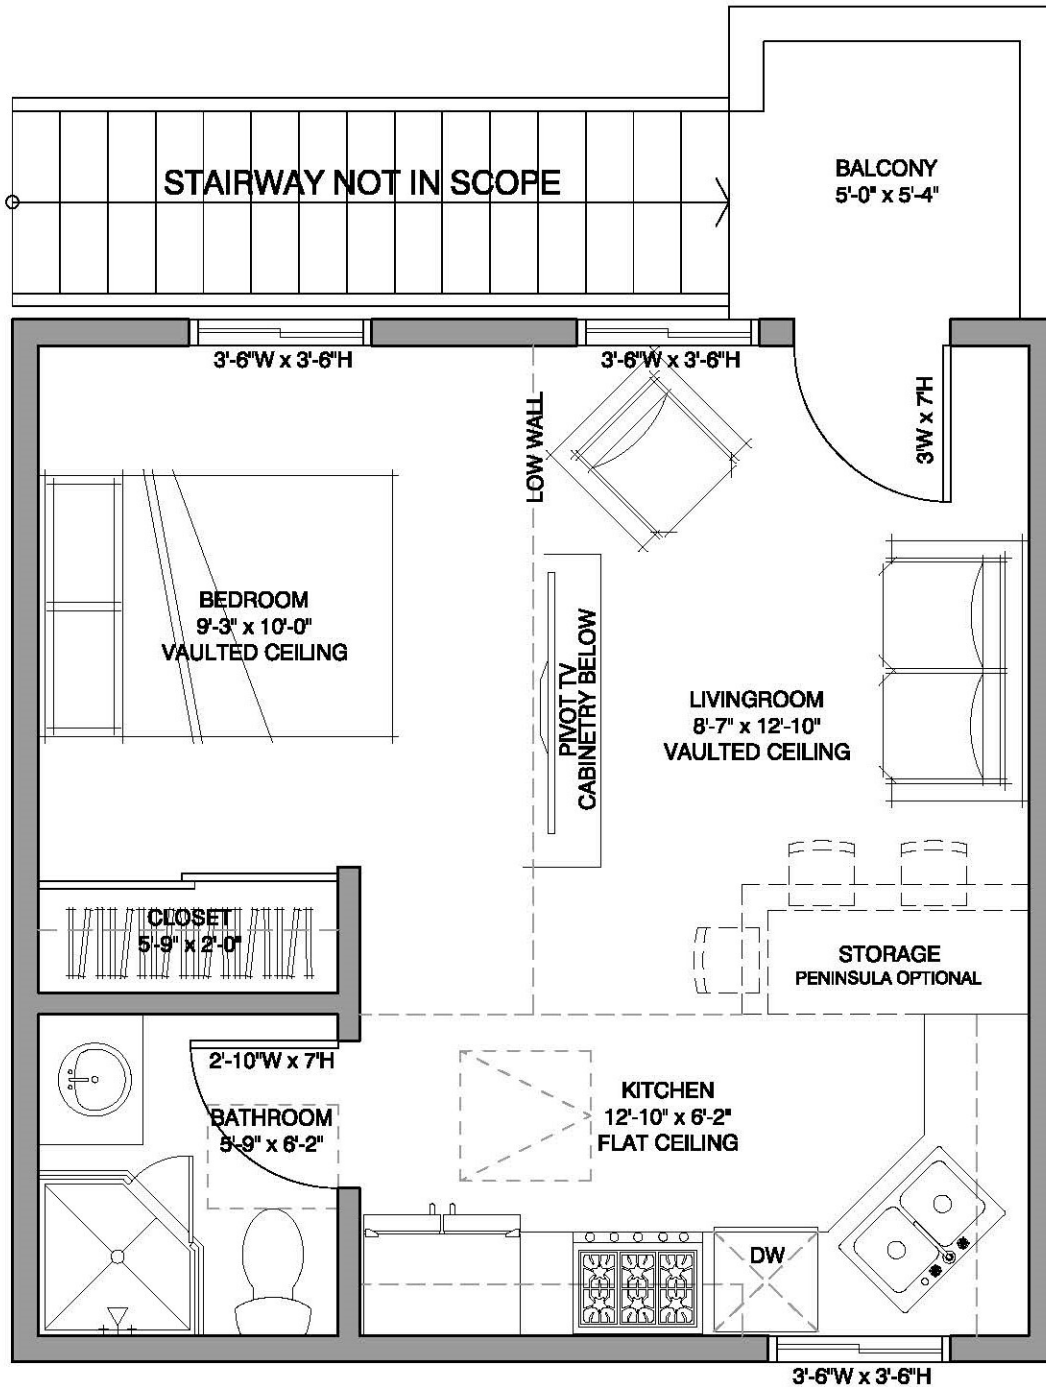 STAIRWAY NOT IN SCOPE
BALCONY
5'-0" x 5'-4"
3'-6"W x 3'-6"H
3'-6"W x 3'-6"H
3'W x 7'H
LOW WALL
BEDROOM
9'-3" x 10'-0"
VAULTED CEILING
PIVOT TV
CABINETRY BELOW
LIVINGROOM
8'-7" x 12'-10"
VAULTED CEILING
CLOSET
5'-9" x 2'-0"
STORAGE
PENINSULA OPTIONAL
2'-10"W x 7'H
BATHROOM
5'-9" x 6'-2"
KITCHEN
12'-10" x 6'-2"
FLAT CEILING
DW
3'-6"W x 3'-6"H